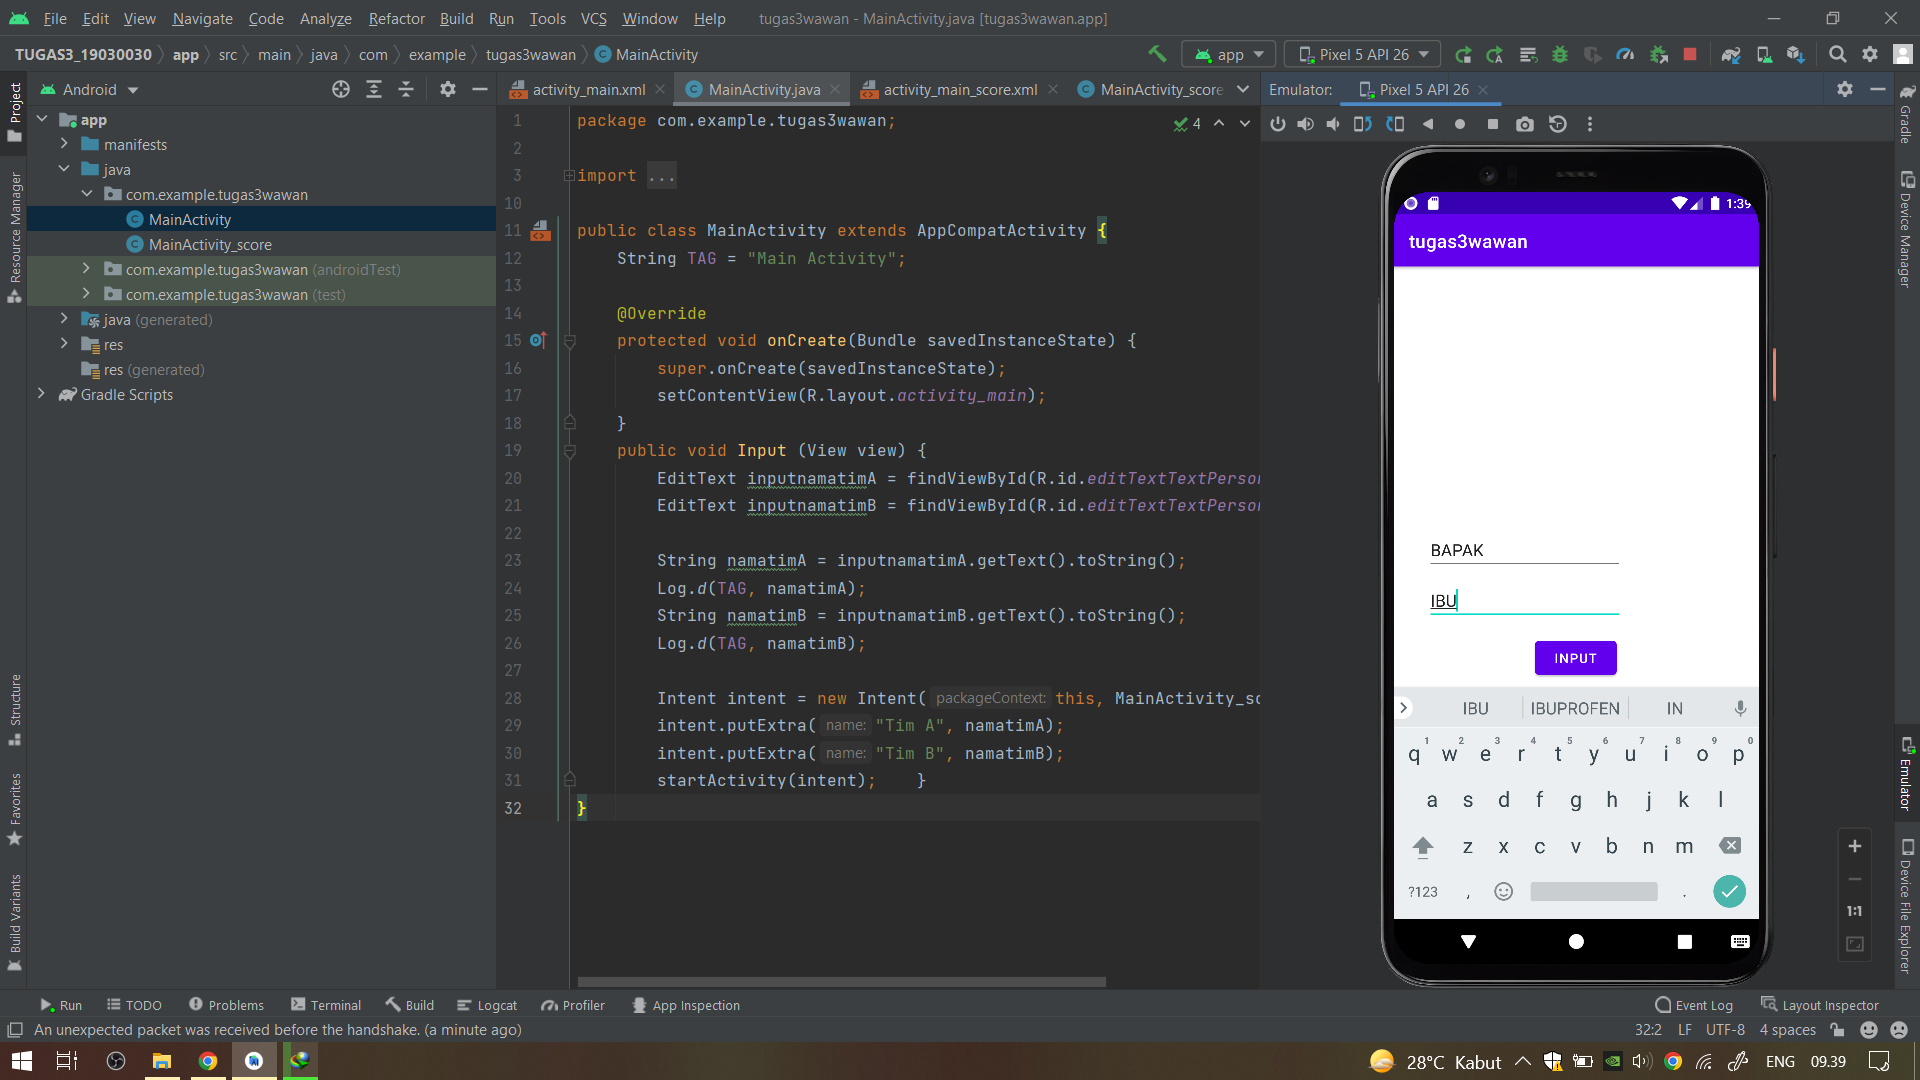 File Edit View Navigate Code Analyze Refactor Build Run Tools VCS Window Help tugas3wawan - MainActivity.java [tugas3wawan.app]
TUGAS3_19030030 app src main java com example tugas3wawan MainActivity app Pixel 5 API 26
Project
Resource Manager
Structure
Favorites
Build Variants
Android
app
manifests
java
com.example.tugas3wawan
MainActivity
MainActivity_score
com.example.tugas3wawan (androidTest)
com.example.tugas3wawan (test)
java (generated)
res
res (generated)
Gradle Scripts
activity_main.xml MainActivity.java activity_main_score.xml MainActivity_score
4
1 package com.example.tugas3wawan;
2
3 import ...
10
11 public class MainActivity extends AppCompatActivity {
12 String TAG = "Main Activity";
13
14 @Override
15 protected void onCreate(Bundle savedInstanceState) {
16 super.onCreate(savedInstanceState);
17 setContentView(R.layout.activity_main);
18 }
19 public void Input (View view) {
20 EditText inputnamatimA = findViewById(R.id.editTextTextPerson
21 EditText inputnamatimB = findViewById(R.id.editTextTextPerson
22
23 String namatimA = inputnamatimA.getText().toString();
24 Log.d(TAG, namatimA);
25 String namatimB = inputnamatimB.getText().toString();
26 Log.d(TAG, namatimB);
27
28 Intent intent = new Intent( packageContext: this, MainActivity_sc
29 intent.putExtra( name: "Tim A", namatimA);
30 intent.putExtra( name: "Tim B", namatimB);
31 startActivity(intent); }
32 }
Emulator: Pixel 5 API 26
1:39
tugas3wawan
BAPAK
IBU
INPUT
IBU IBUPROFEN IN
q1 w2 e3 r4 t5 y6 u7 i8 o9 p0
a s d f g h j k l
z x c v b n m
?123 , .
1:1
Gradle
Device Manager
Emulator
Device File Explorer
Run TODO Problems Terminal Build Logcat Profiler App Inspection Event Log Layout Inspector
An unexpected packet was received before the handshake. (a minute ago) 32:2 LF UTF-8 4 spaces
28°C Kabut ENG 09.39